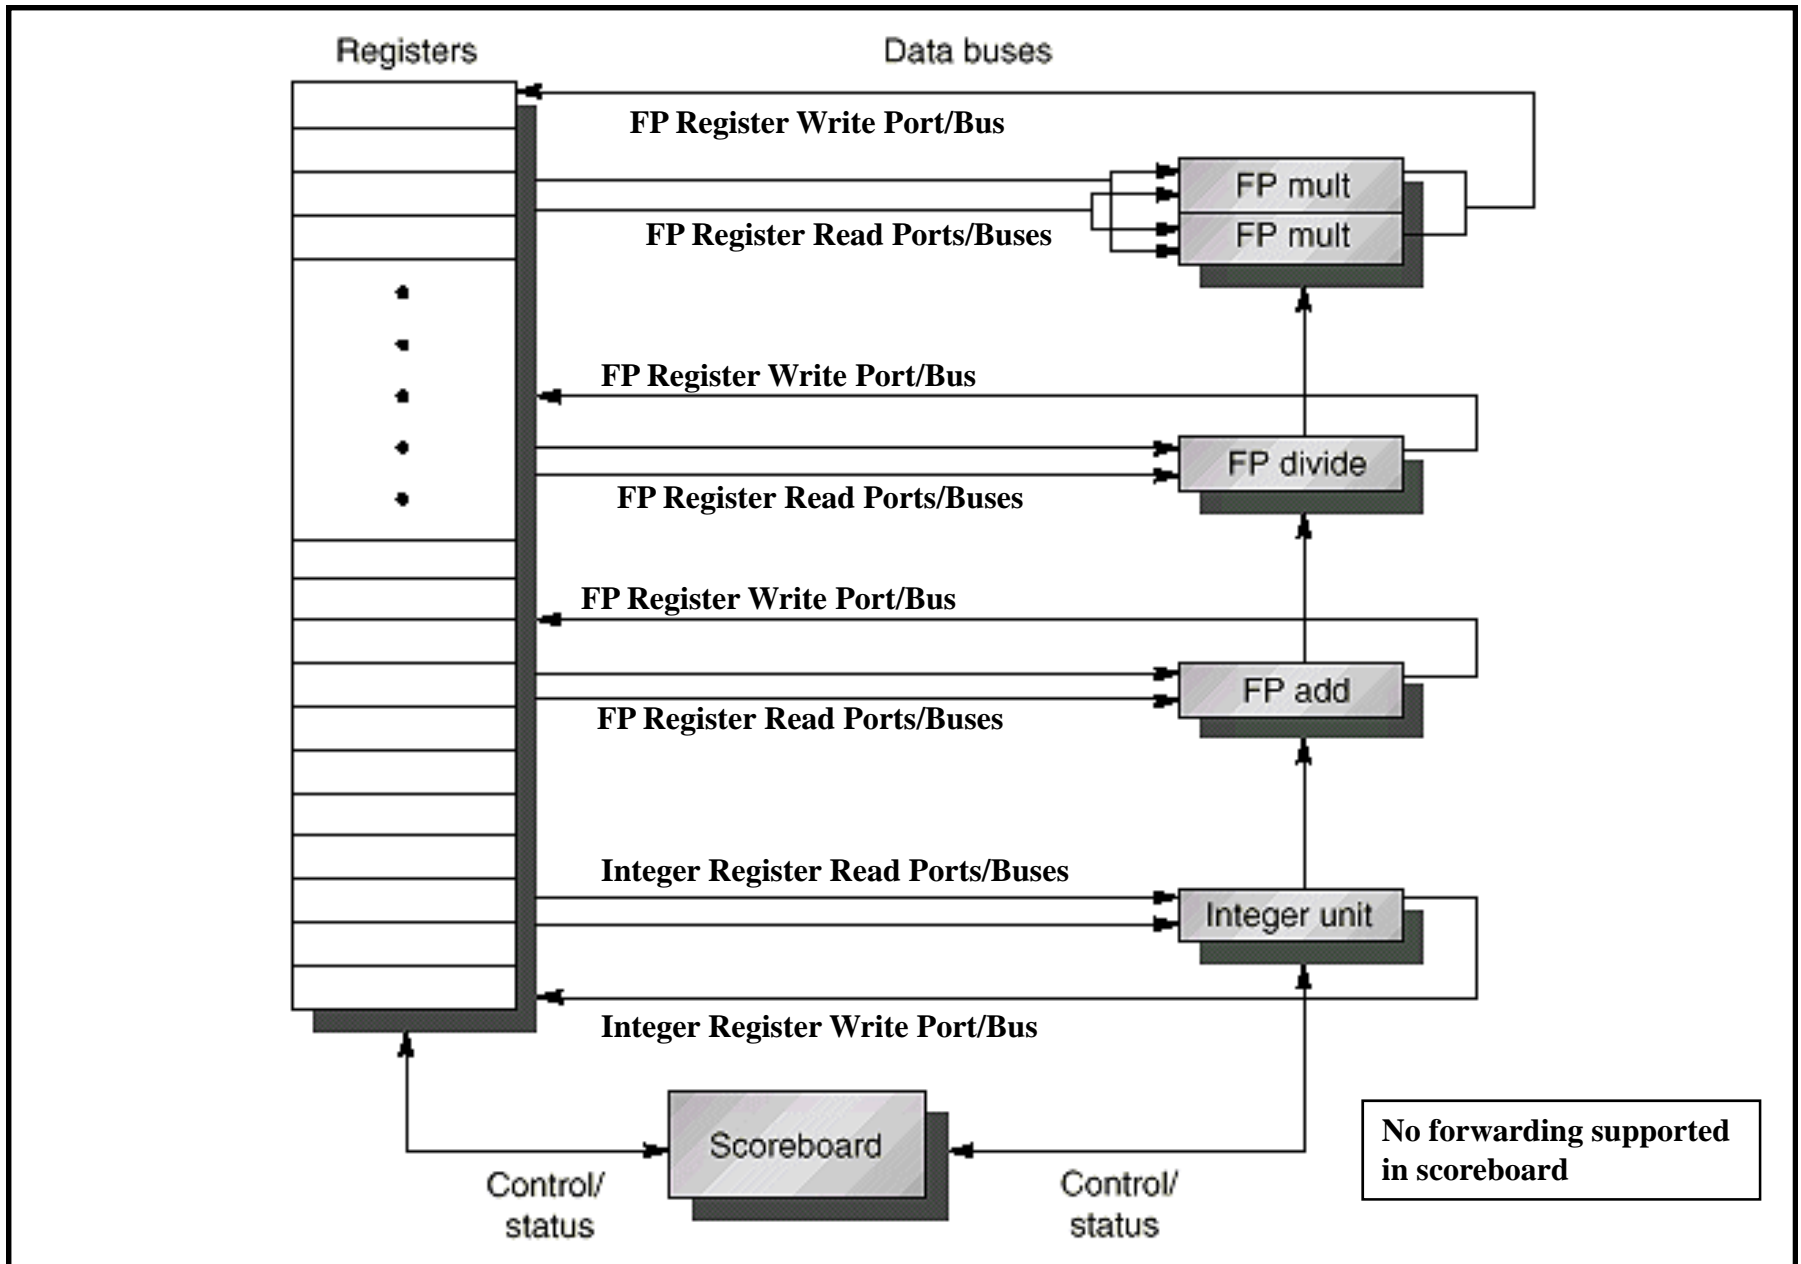 Registers
Data buses
FP Register Write Port/Bus
FP mult
FP Register Read Ports/Buses
FP mult
FP Register Write Port/Bus
FP divide
FP Register Read Ports/Buses
FP Register Write Port/Bus
FP add
FP Register Read Ports/Buses
Integer Register Read Ports/Buses
Integer unit
Integer Register Write Port/Bus
Scoreboard
Control/
status
Control/
status
No forwarding supported
in scoreboard